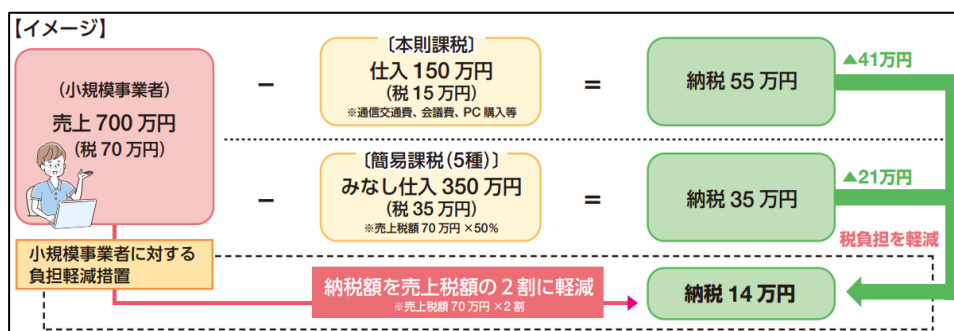 【イメージ】
(小規模事業者)
売上 700 万円
(税 70 万円)
−
〔本則課税〕
仕入 150 万円
(税 15 万円)
※通信交通費、会議費、PC 購入等
=
納税 55 万円
▲41万円
−
〔簡易課税(5種)〕
みなし仕入 350 万円
(税 35 万円)
※売上税額 70 万円 ×50%
=
納税 35 万円
▲21万円
税負担を軽減
小規模事業者に対する
負担軽減措置
納税額を売上税額の 2 割に軽減
※売上税額 70 万円 ×2 割
納税 14 万円